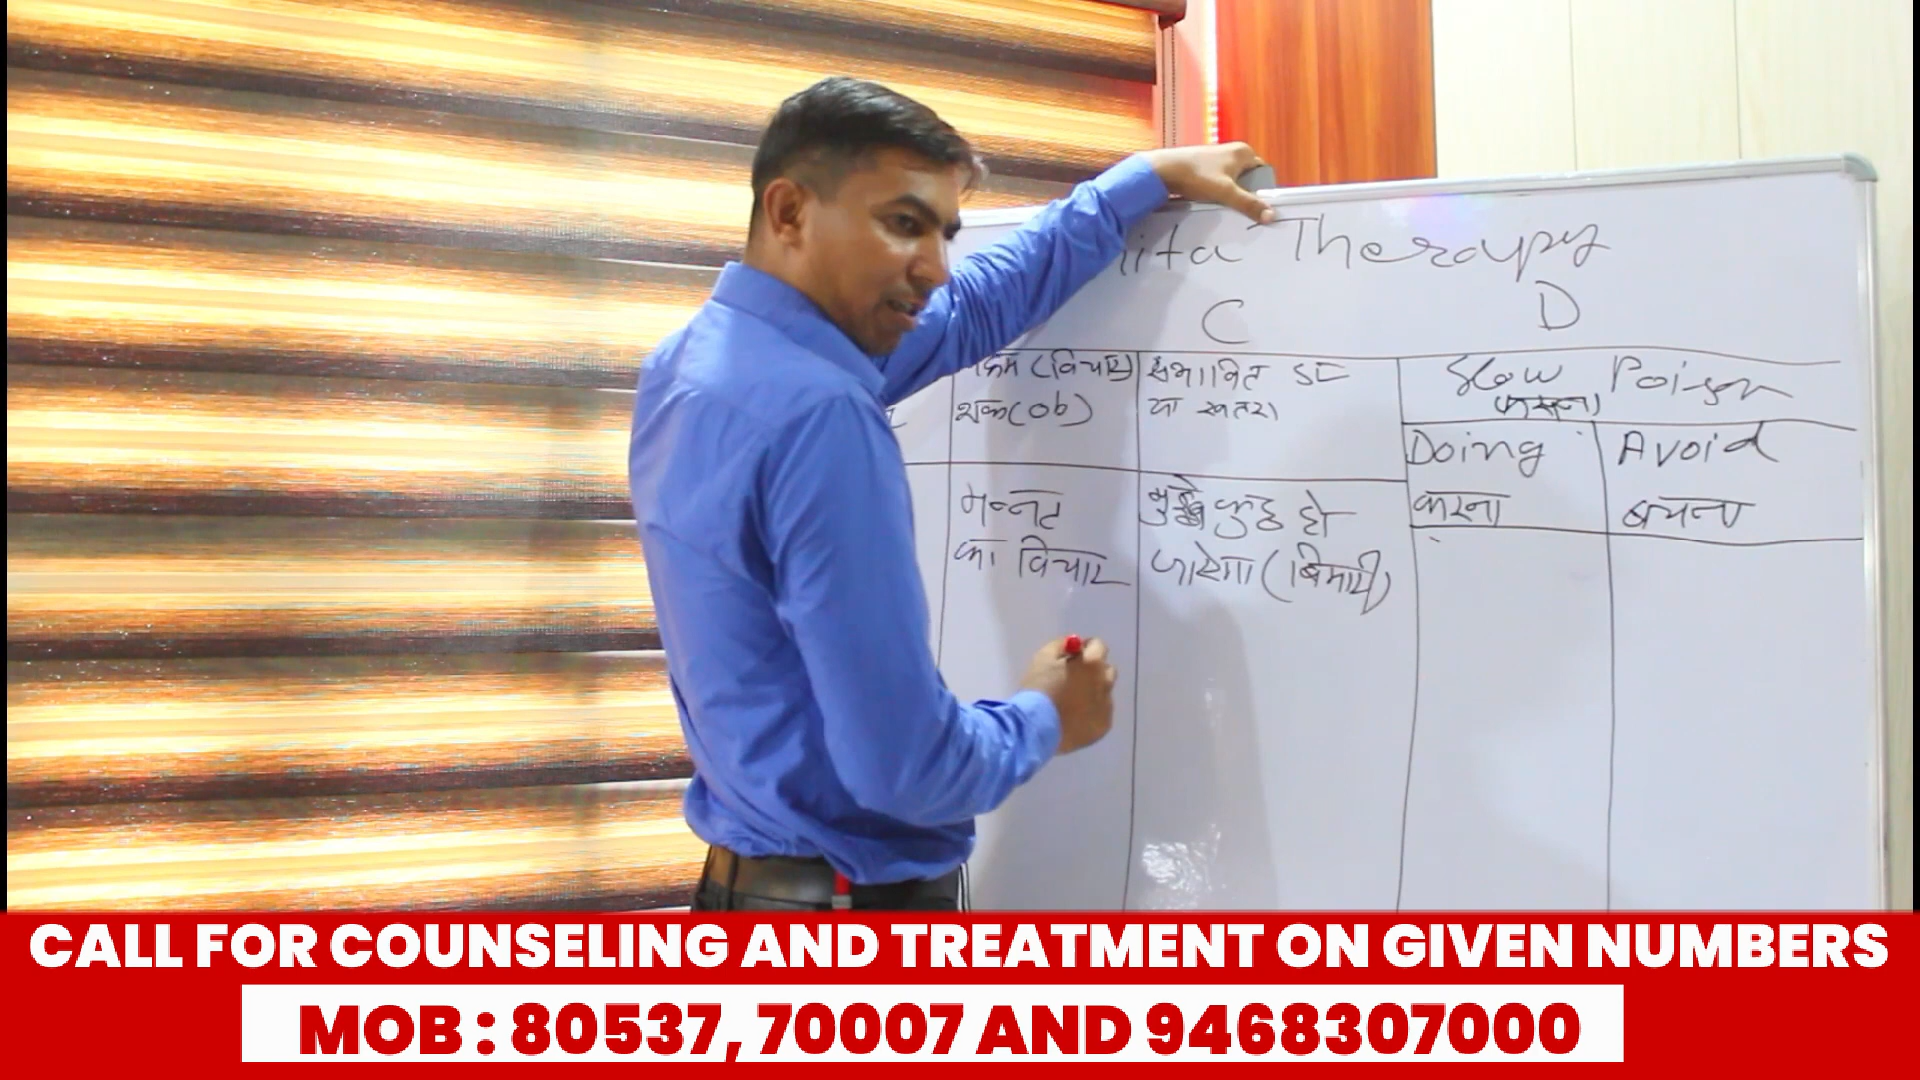 Therapy
C D
(विचार) संभावित SE Slow Poison
शक (Ob) या खतरा
Doing Avoid
करना बचना
मन्नत मुझे कुछ हो
का विचार जाऐगा (बिमारी)
CALL FOR COUNSELING AND TREATMENT ON GIVEN NUMBERS
MOB : 80537, 70007 AND 9468307000